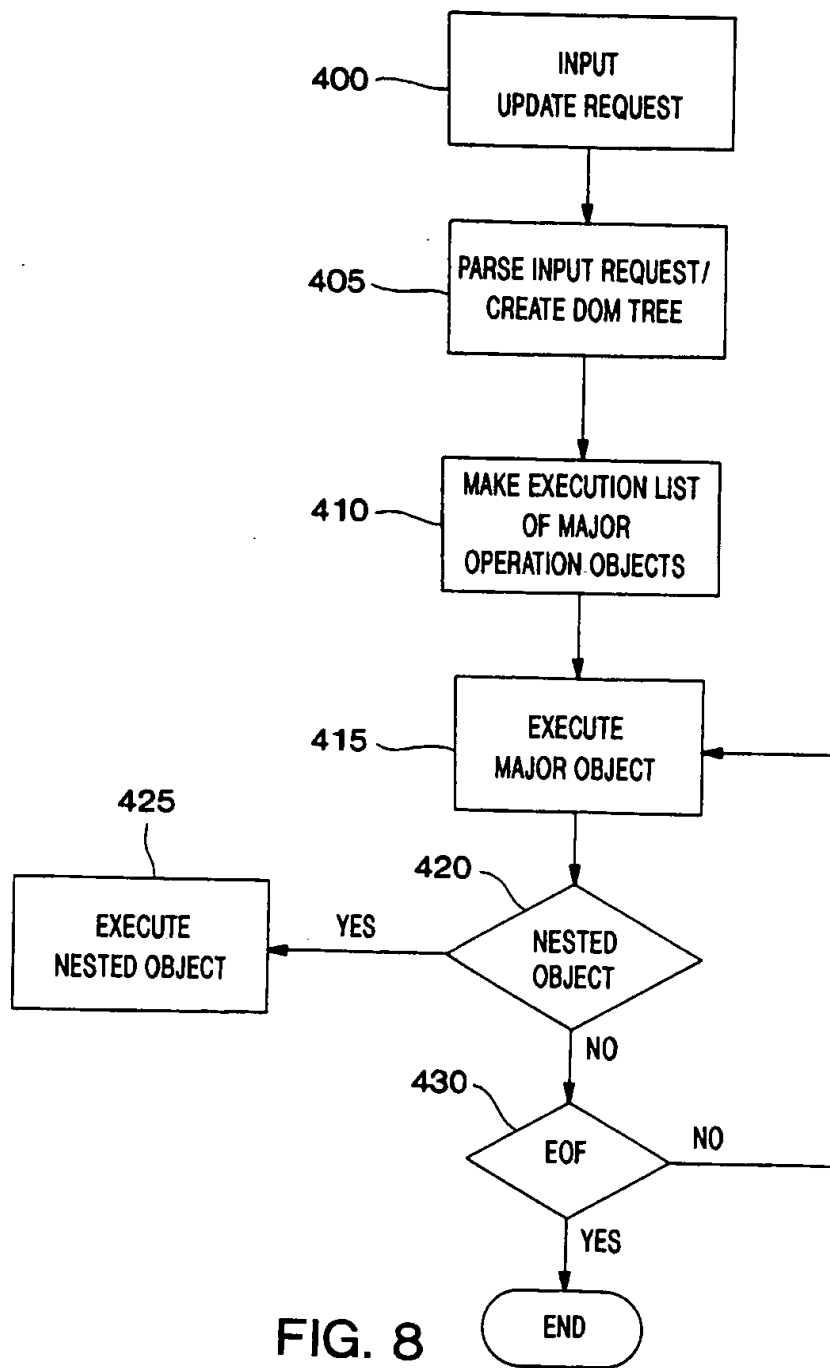 400
INPUT
UPDATE REQUEST
405
PARSE INPUT REQUEST/
CREATE DOM TREE
410
MAKE EXECUTION LIST
OF MAJOR
OPERATION OBJECTS
415
EXECUTE
MAJOR OBJECT
425
EXECUTE
NESTED OBJECT
YES
420
NESTED
OBJECT
NO
430
EOF
NO
YES
END
FIG. 8